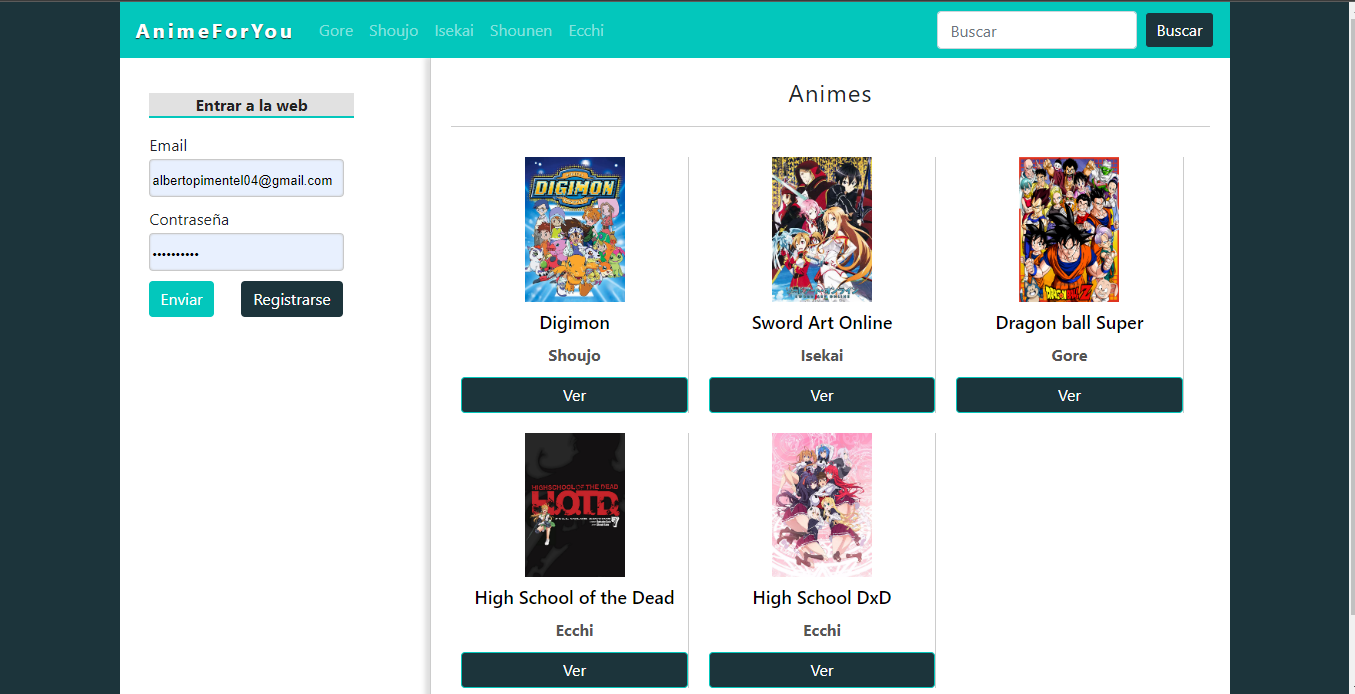 AnimeForYou Gore Shoujo Isekai Shounen Ecchi Buscar Buscar
Entrar a la web
Email
albertopimentel04@gmail.com
Contraseña
••••••••••
Enviar Registrarse
Animes
DIGIMON
Digimon
Shoujo
Ver
Sword Art Online
Isekai
Ver
Dragon ball Super
Gore
Ver
HIGHSCHOOL OF THE DEAD
HOTD
High School of the Dead
Ecchi
Ver
High School DxD
Ecchi
Ver